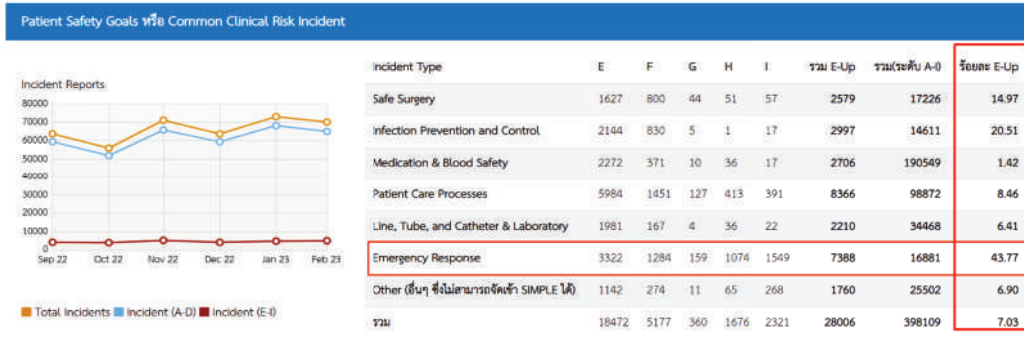 Patient Safety Goals หรือ Common Clinical Risk Incident
Incident Reports
80000
70000
60000
50000
40000
30000
20000
10000
0
Sep 22 Oct 22 Nov 22 Dec 22 Jan 23 Feb 23
Total Incidents Incident (A-D) Incident (E-I)
Incident Type E F G H I รวม E-Up รวม(ระดับ A-I) ร้อยละ E-Up
Safe Surgery 1627 800 44 51 57 2579 17226 14.97
Infection Prevention and Control 2144 830 5 1 17 2997 14611 20.51
Medication & Blood Safety 2272 371 10 36 17 2706 190549 1.42
Patient Care Processes 5984 1451 127 413 391 8366 98872 8.46
Line, Tube, and Catheter & Laboratory 1981 167 4 36 22 2210 34468 6.41
Emergency Response 3322 1284 159 1074 1549 7388 16881 43.77
Other (อื่นๆ ซึ่งไม่สามารถจัดเข้า SIMPLE ได้) 1142 274 11 65 268 1760 25502 6.90
รวม 18472 5177 360 1676 2321 28006 398109 7.03